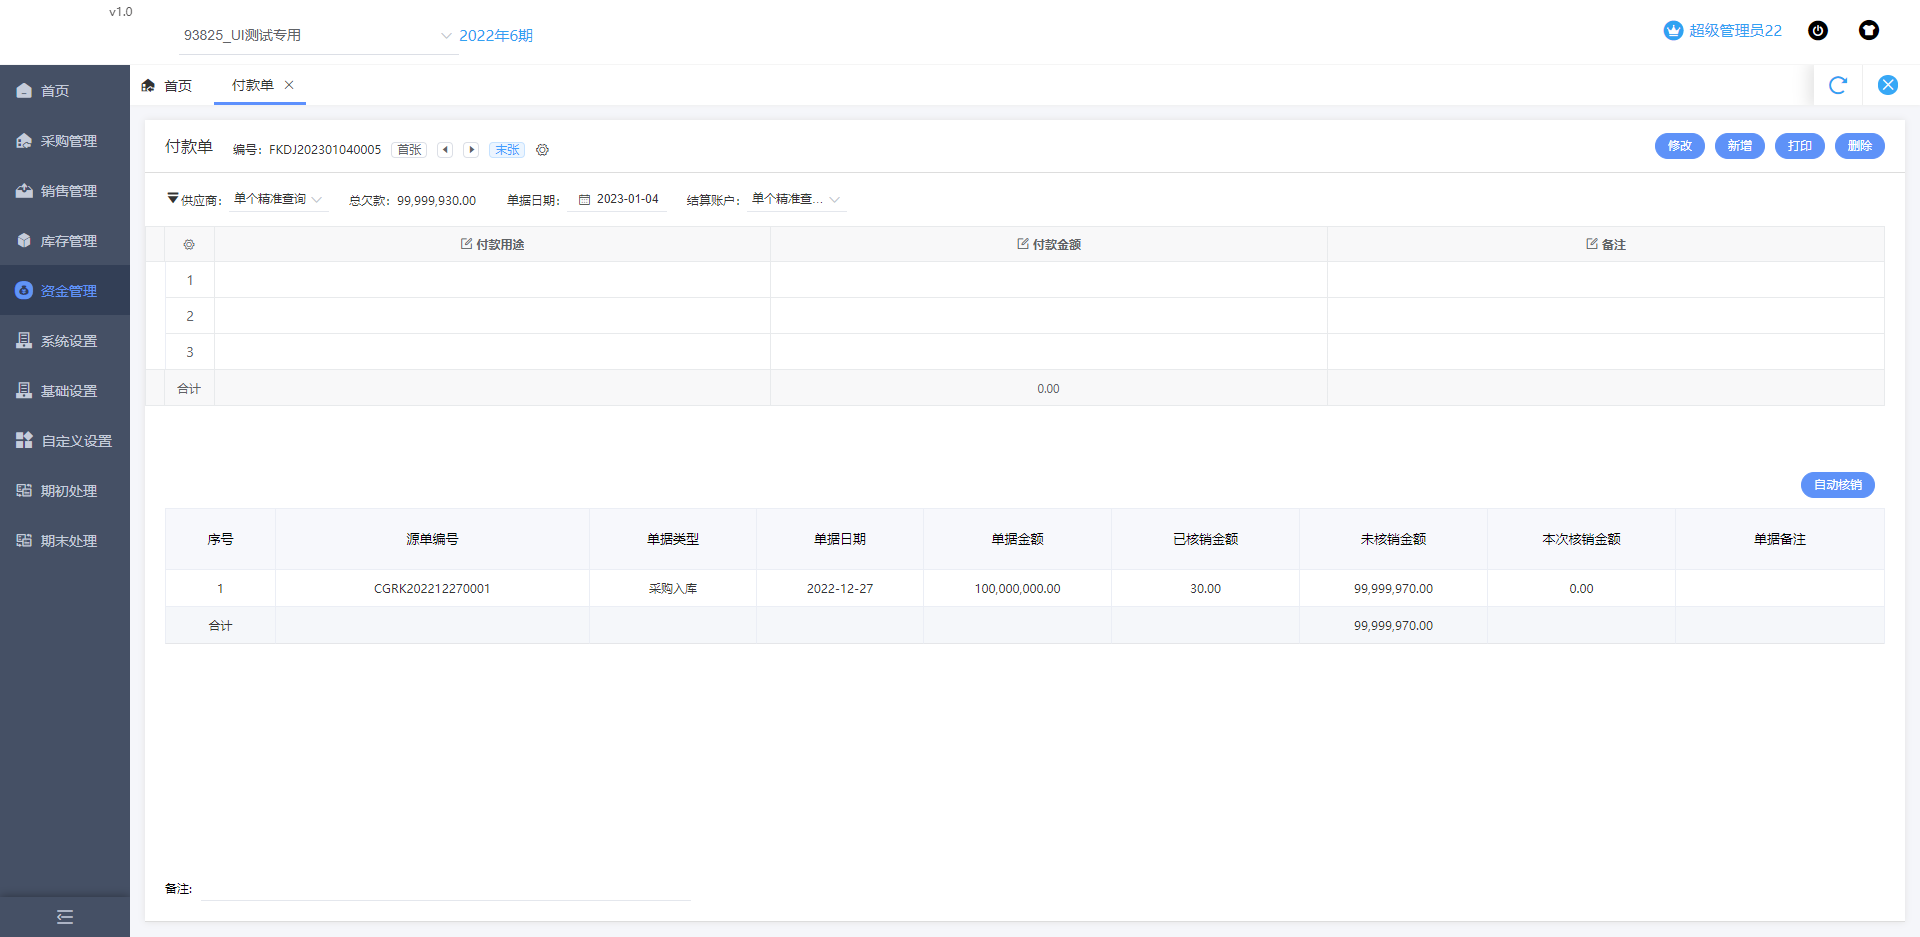 v1.0
93825_UI测试专用 2022年6期 超级管理员22
首页
采购管理
销售管理
库存管理
资金管理
系统设置
基础设置
自定义设置
期初处理
期末处理
首页 付款单
付款单 编号: FKDJ202301040005 首张 末张 修改 新增 打印 删除
供应商: 单个精准查询 总欠款: 99,999,930.00 单据日期: 2023-01-04 结算账户: 单个精准查...
付款用途 付款金额 备注
1
2
3
合计 0.00
自动核销
序号 源单编号 单据类型 单据日期 单据金额 已核销金额 未核销金额 本次核销金额 单据备注
1 CGRK202212270001 采购入库 2022-12-27 100,000,000.00 30.00 99,999,970.00 0.00
合计 99,999,970.00
备注: